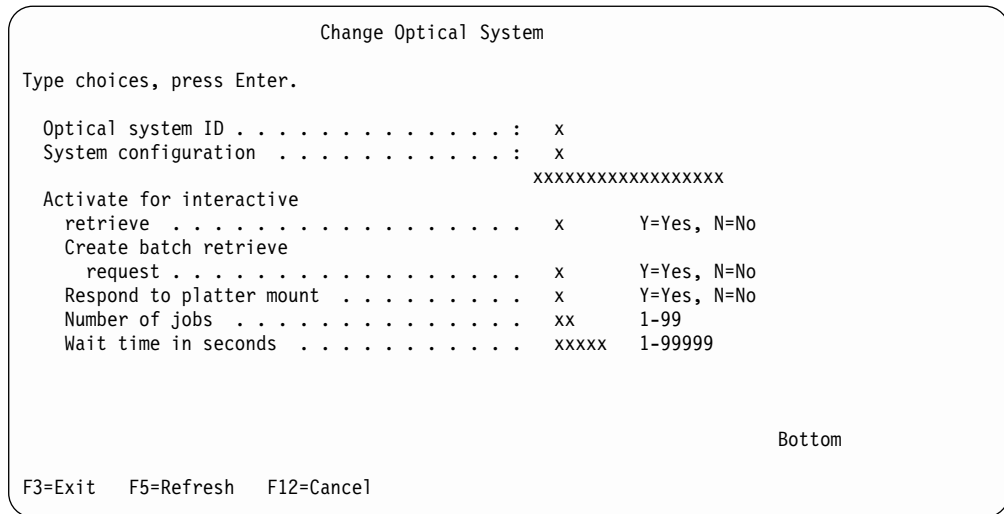 Change Optical System
Type choices, press Enter.
Optical system ID . . . . . . . . . . . . . : x
System configuration . . . . . . . . . . . : x
xxxxxxxxxxxxxxxxxx
Activate for interactive
retrieve . . . . . . . . . . . . . . . . . x Y=Yes, N=No
Create batch retrieve
request . . . . . . . . . . . . . . . . . x Y=Yes, N=No
Respond to platter mount . . . . . . . . . x Y=Yes, N=No
Number of jobs . . . . . . . . . . . . . . xx 1-99
Wait time in seconds . . . . . . . . . . . xxxxx 1-99999
Bottom
F3=Exit F5=Refresh F12=Cancel